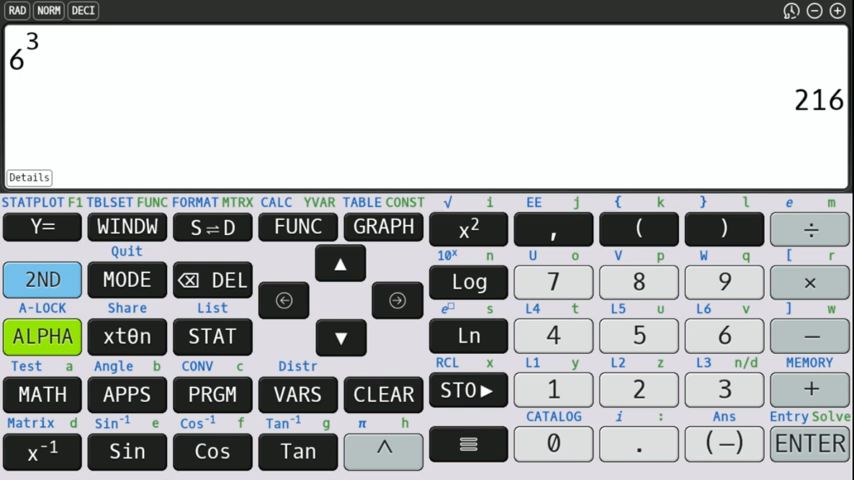 RAD NORM DECI
6³
216
Details
STATPLOT F1 TBLSET FUNC FORMAT MTRX CALC YVAR TABLE CONST √ i EE j { k } l e m
Y= WINDW S⇌D FUNC GRAPH x² , ( ) ÷
Quit 10ˣ n U o V p W q [ r
2ND MODE ⌫ DEL ▲ Log 7 8 9 ×
A-LOCK Share List e□ s L4 t L5 u L6 v ] w
ALPHA xtθn STAT ▼ Ln 4 5 6 −
Test a Angle b CONV c Distr RCL x L1 y L2 z L3 n/d MEMORY
MATH APPS PRGM VARS CLEAR STO▶ 1 2 3 +
Matrix d Sin⁻¹ e Cos⁻¹ f Tan⁻¹ g π h CATALOG i : Ans Entry Solve
x⁻¹ Sin Cos Tan ^ ≡ 0 . (−) ENTER